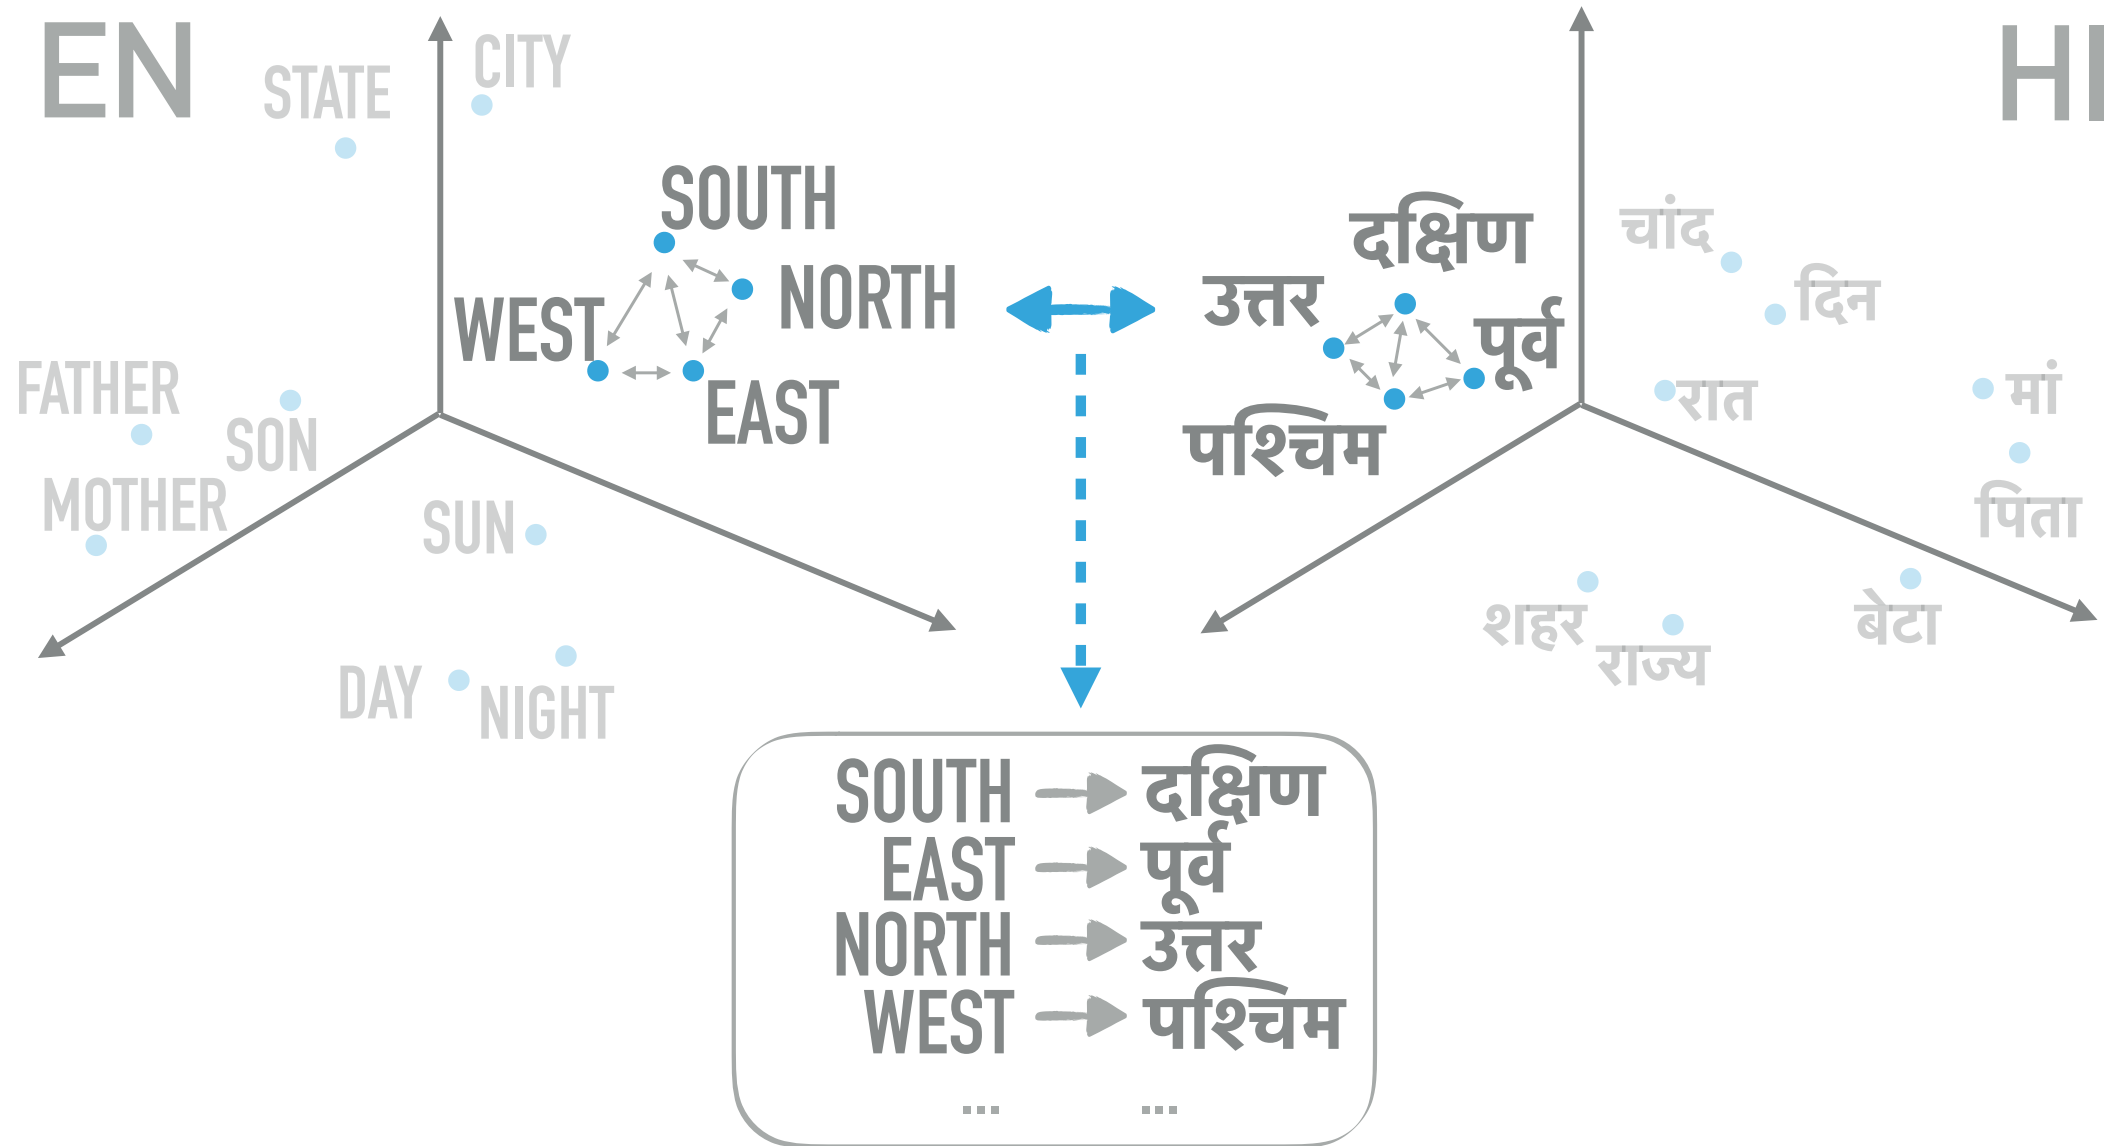 EN
STATE
CITY
SOUTH
NORTH
WEST
EAST
FATHER
SON
MOTHER
SUN
DAY
NIGHT
HI
चांद
दक्षिण
दिन
उत्तर
पूर्व
रात
मां
पश्चिम
पिता
शहर
राज्य
बेटा
SOUTH दक्षिण
EAST पूर्व
NORTH उत्तर
WEST पश्चिम
... ...